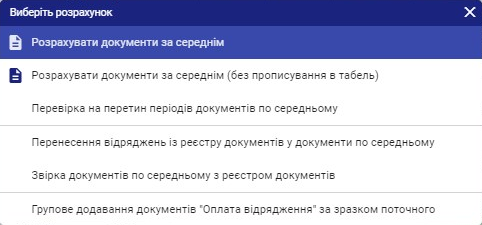 Виберіть розрахунок
Розрахувати документи за середнім
Розрахувати документи за середнім (без прописування в табель)
Перевірка на перетин періодів документів по середньому
Перенесення відряджень із реєстру документів у документи по середньому
Звірка документів по середньому з реєстром документів
Групове додавання документів "Оплата відрядження" за зразком поточного